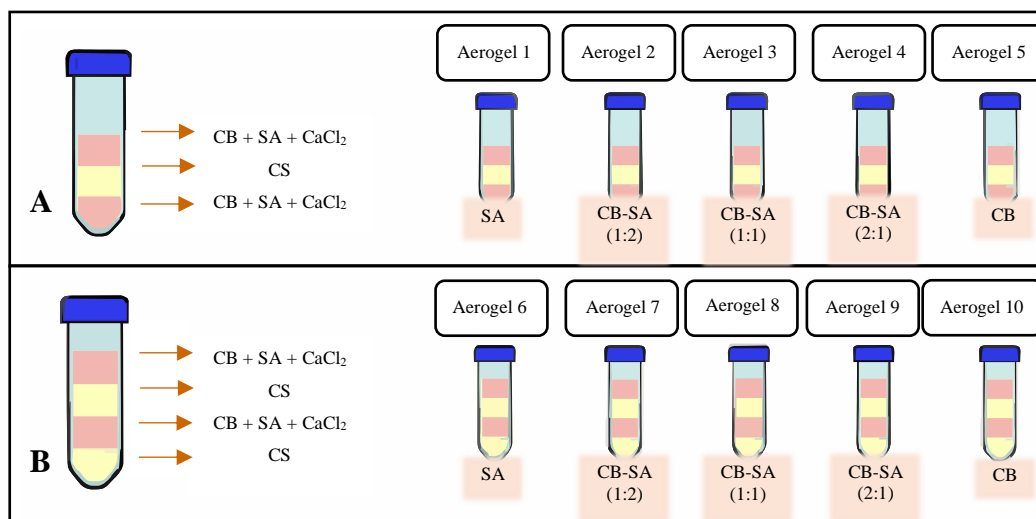 Aerogel 1
Aerogel 2
Aerogel 3
Aerogel 4
Aerogel 5
CB + SA + CaCl₂
CS
CB + SA + CaCl₂
A
SA
CB-SA
(1:2)
CB-SA
(1:1)
CB-SA
(2:1)
CB
Aerogel 6
Aerogel 7
Aerogel 8
Aerogel 9
Aerogel 10
CB + SA + CaCl₂
CS
CB + SA + CaCl₂
CS
B
SA
CB-SA
(1:2)
CB-SA
(1:1)
CB-SA
(2:1)
CB